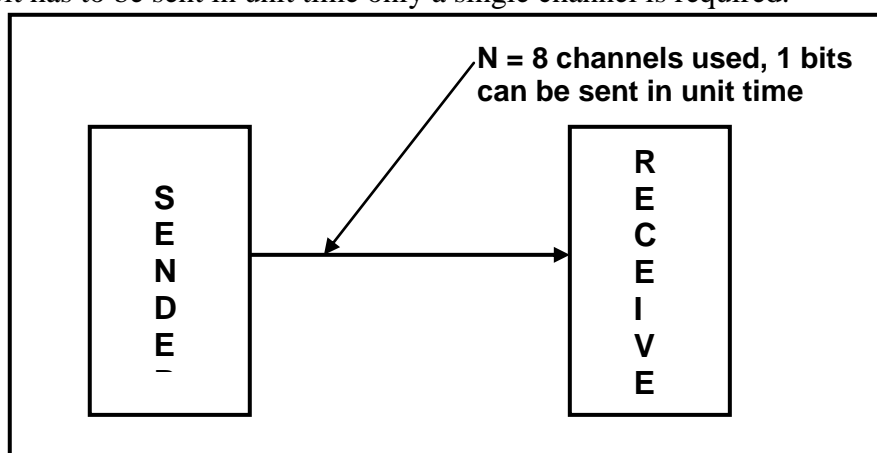 it has to be sent in unit time only a single channel is required.
N = 8 channels used, 1 bits
can be sent in unit time
S
E
N
D
E
R
E
C
E
I
V
E